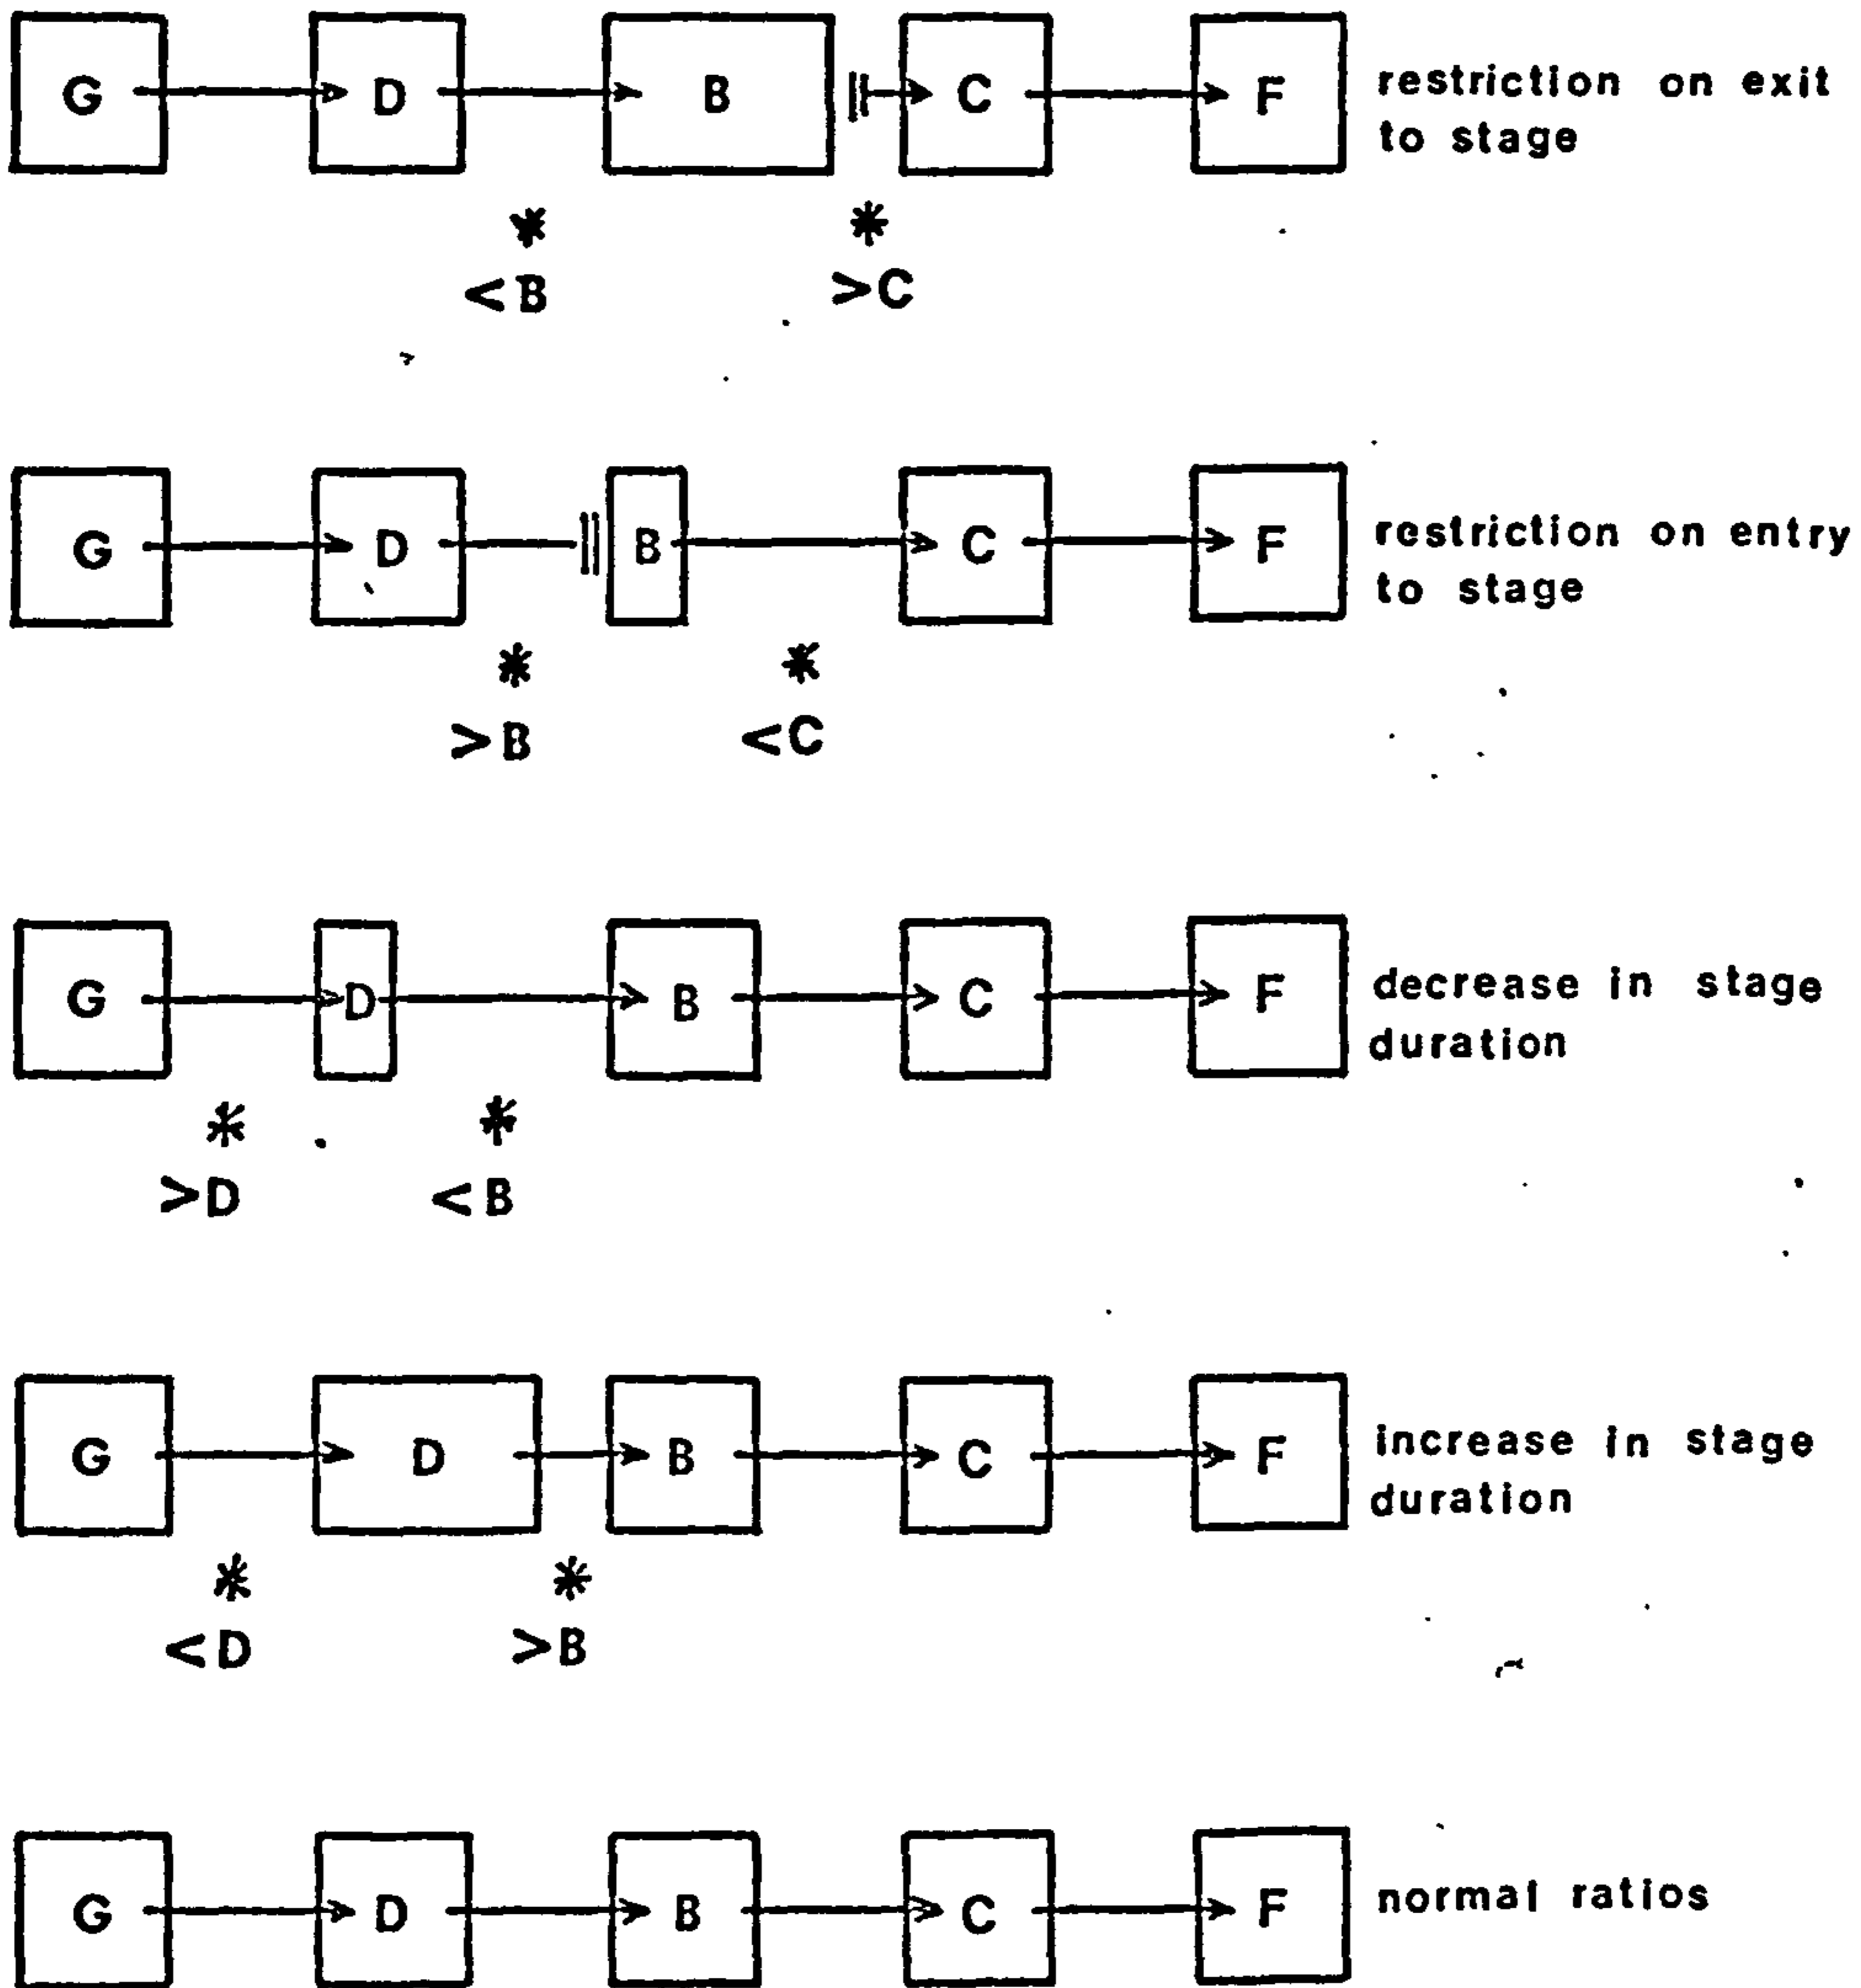 G D B C F restriction on exit
to stage
* *
<B >C
G D B C F restriction on entry
to stage
* *
>B <C
G D B C F decrease in stage
duration
* *
>D <B
G D B C F increase in stage
duration
* *
<D >B
G D B C F normal ratios